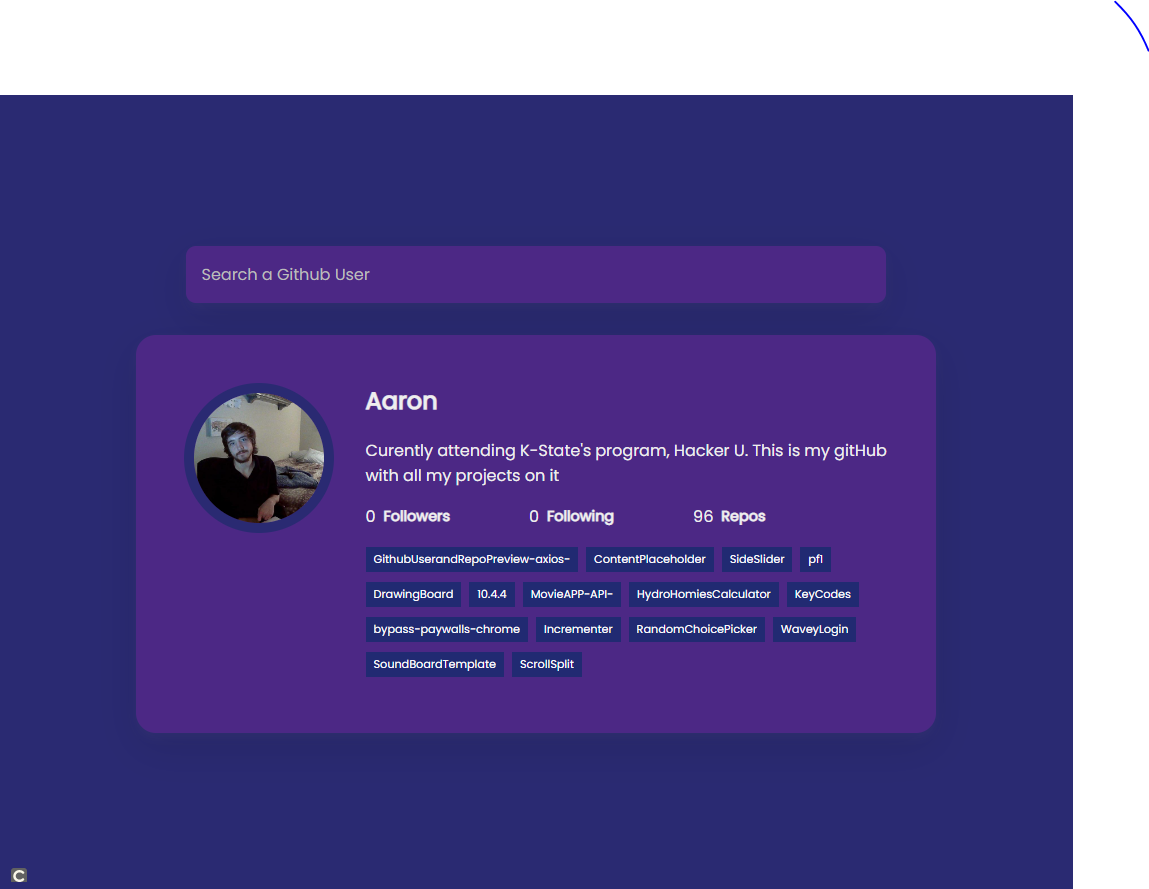 Search a Github User
Aaron
Curently attending K-State's program, Hacker U. This is my gitHub
with all my projects on it
0 Followers 0 Following 96 Repos
GithubUserandRepoPreview-axios- ContentPlaceholder SideSlider pf1
DrawingBoard 10.4.4 MovieAPP-API- HydroHomiesCalculator KeyCodes
bypass-paywalls-chrome Incrementer RandomChoicePicker WaveyLogin
SoundBoardTemplate ScrollSplit
C